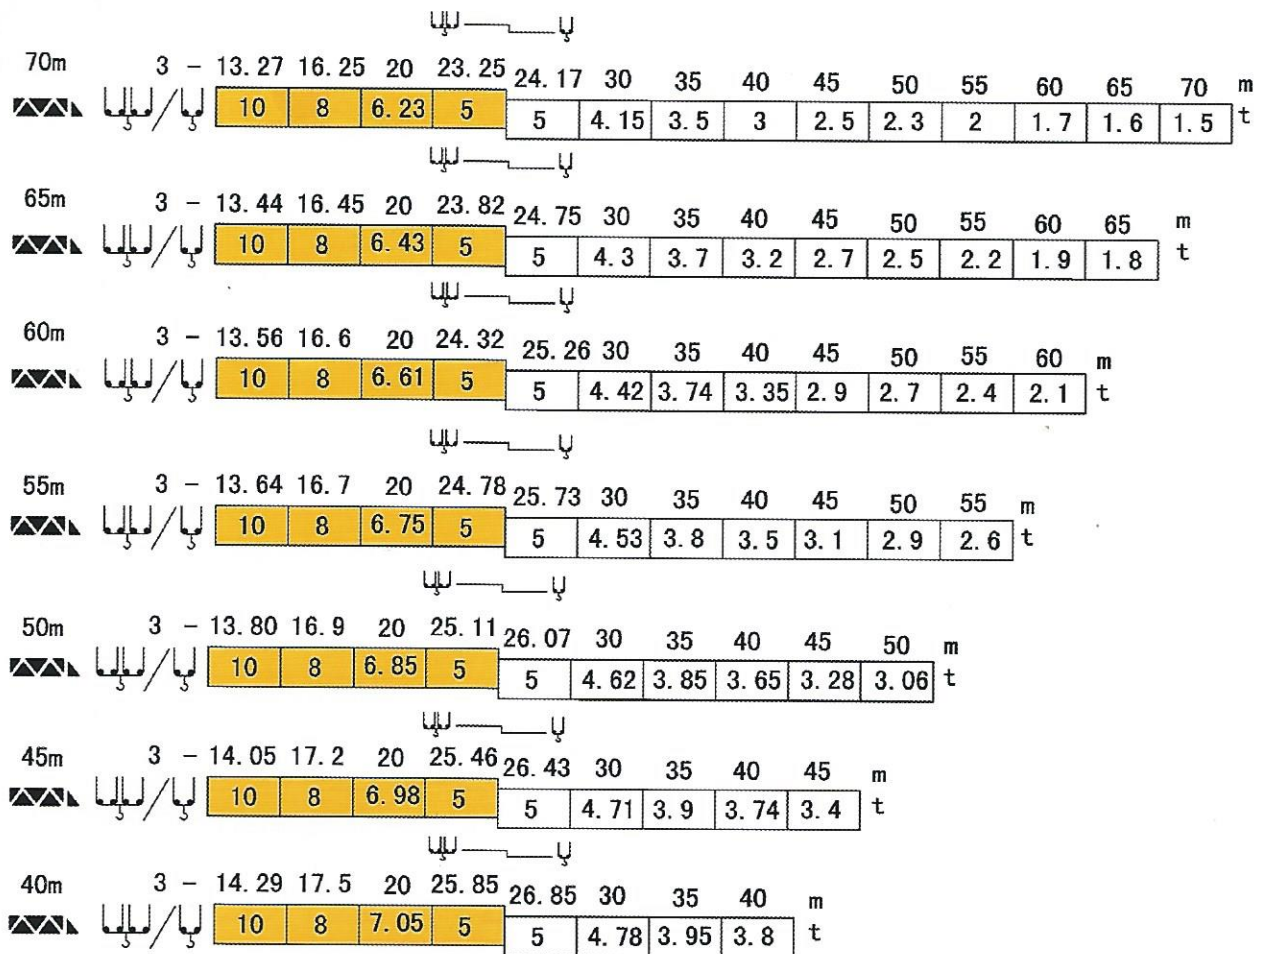 70m 3 - 13.27 16.25 20 23.25 24.17 30 35 40 45 50 55 60 65 70 m
10 8 6.23 5 5 4.15 3.5 3 2.5 2.3 2 1.7 1.6 1.5 t
65m 3 - 13.44 16.45 20 23.82 24.75 30 35 40 45 50 55 60 65 m
10 8 6.43 5 5 4.3 3.7 3.2 2.7 2.5 2.2 1.9 1.8 t
60m 3 - 13.56 16.6 20 24.32 25.26 30 35 40 45 50 55 60 m
10 8 6.61 5 5 4.42 3.74 3.35 2.9 2.7 2.4 2.1 t
55m 3 - 13.64 16.7 20 24.78 25.73 30 35 40 45 50 55 m
10 8 6.75 5 5 4.53 3.8 3.5 3.1 2.9 2.6 t
50m 3 - 13.80 16.9 20 25.11 26.07 30 35 40 45 50 m
10 8 6.85 5 5 4.62 3.85 3.65 3.28 3.06 t
45m 3 - 14.05 17.2 20 25.46 26.43 30 35 40 45 m
10 8 6.98 5 5 4.71 3.9 3.74 3.4 t
40m 3 - 14.29 17.5 20 25.85 26.85 30 35 40 m
10 8 7.05 5 5 4.78 3.95 3.8 t